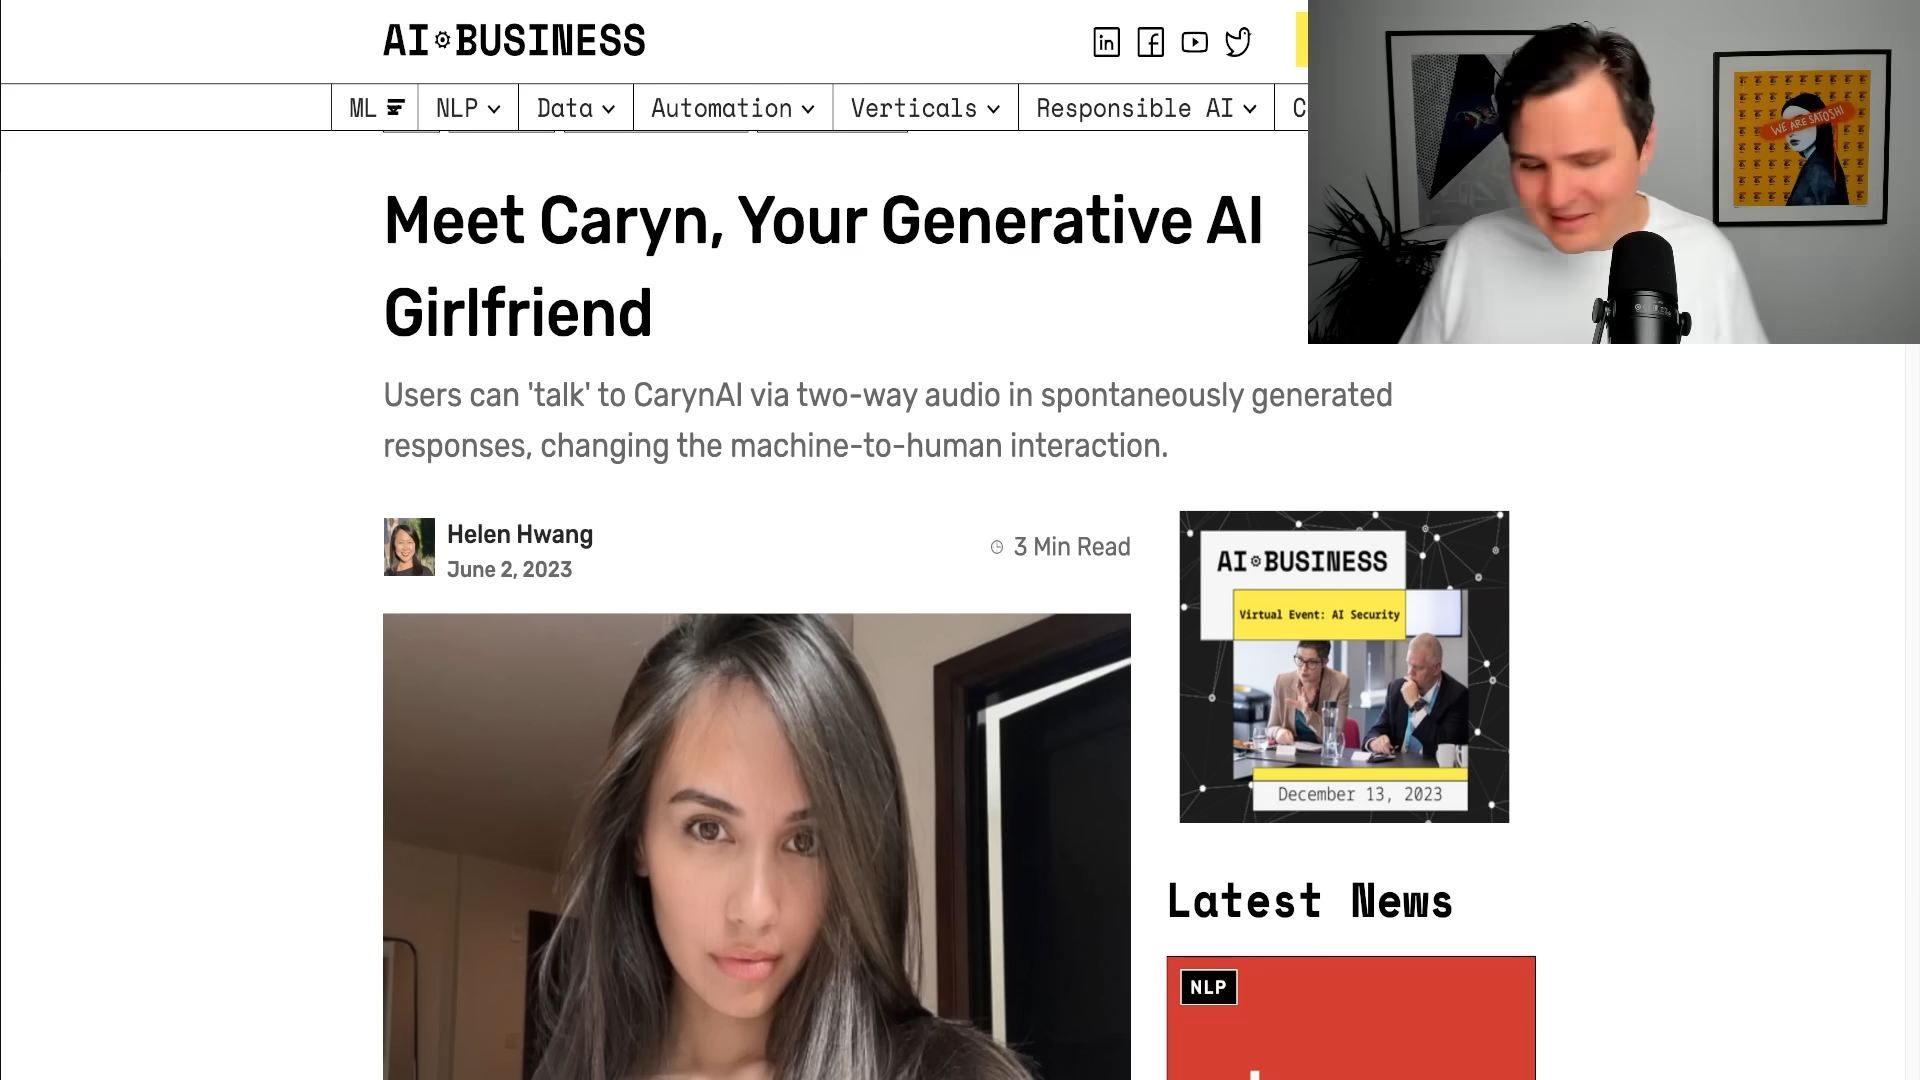 AI BUSINESS
ML
NLP
Data
Automation
Verticals
Responsible AI
C
WE ARE SATOSHI
Meet Caryn, Your Generative AI
Girlfriend
Users can 'talk' to CarynAI via two-way audio in spontaneously generated
responses, changing the machine-to-human interaction.
Helen Hwang
June 2, 2023
3 Min Read
AI BUSINESS
Virtual Event: AI Security
December 13, 2023
Latest News
NLP